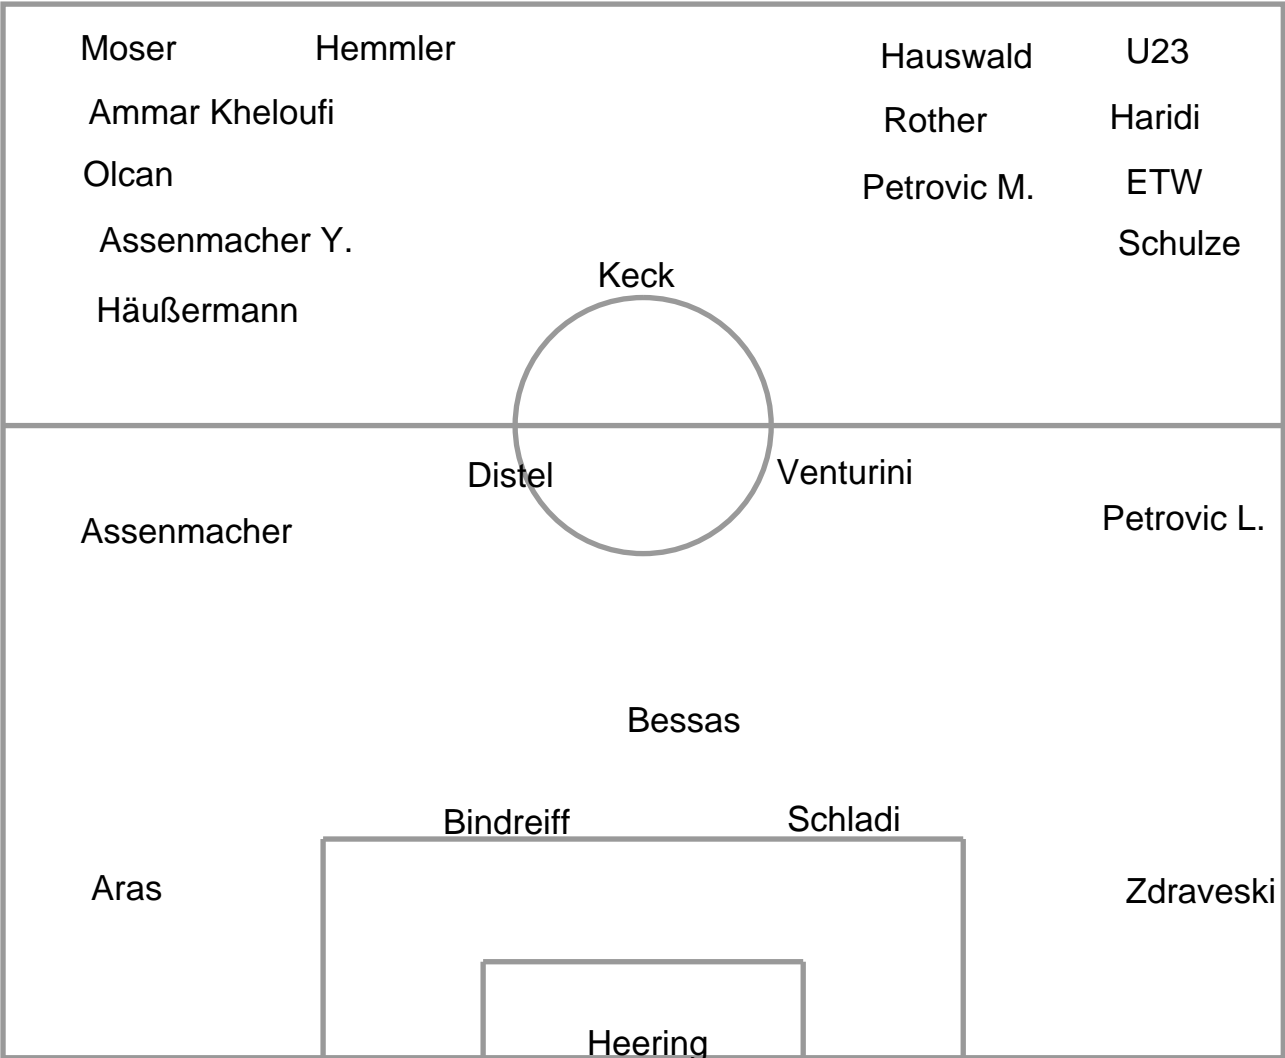 Moser
Hemmler
Hauswald
U23
Ammar Kheloufi
Rother
Haridi
Olcan
Petrovic M.
ETW
Assenmacher Y.
Schulze
Keck
Häußermann
Distel
Venturini
Assenmacher
Petrovic L.
Bessas
Bindreiff
Schladi
Aras
Zdraveski
Heering